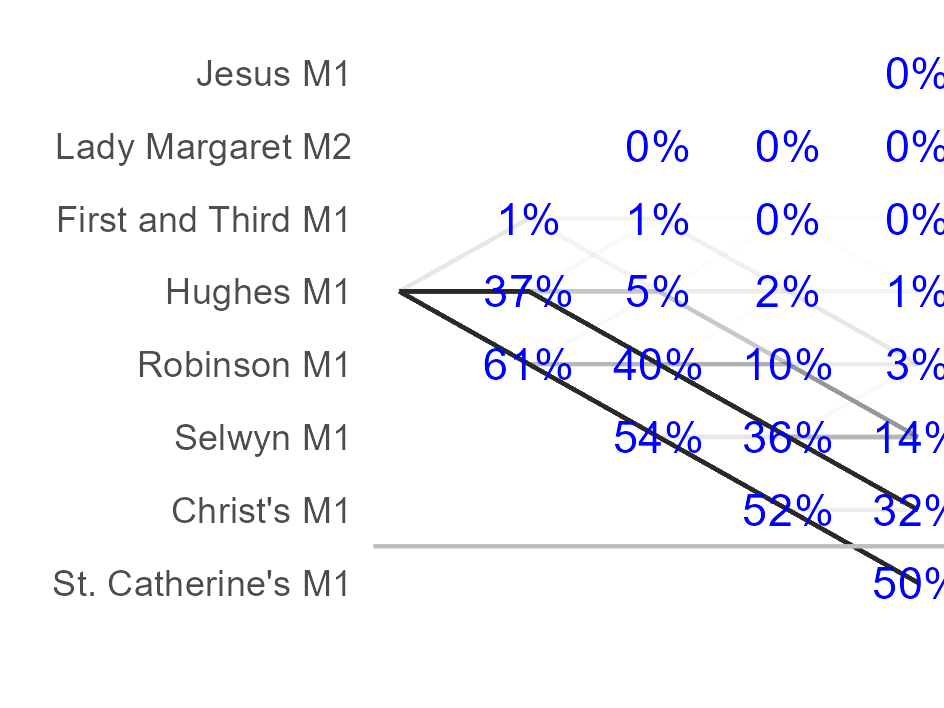 Jesus M1 0%
Lady Margaret M2 0% 0% 0%
First and Third M1 1% 1% 0% 0%
Hughes M1 37% 5% 2% 1%
Robinson M1 61% 40% 10% 3%
Selwyn M1 54% 36% 14%
Christ's M1 52% 32%
St. Catherine's M1 50%